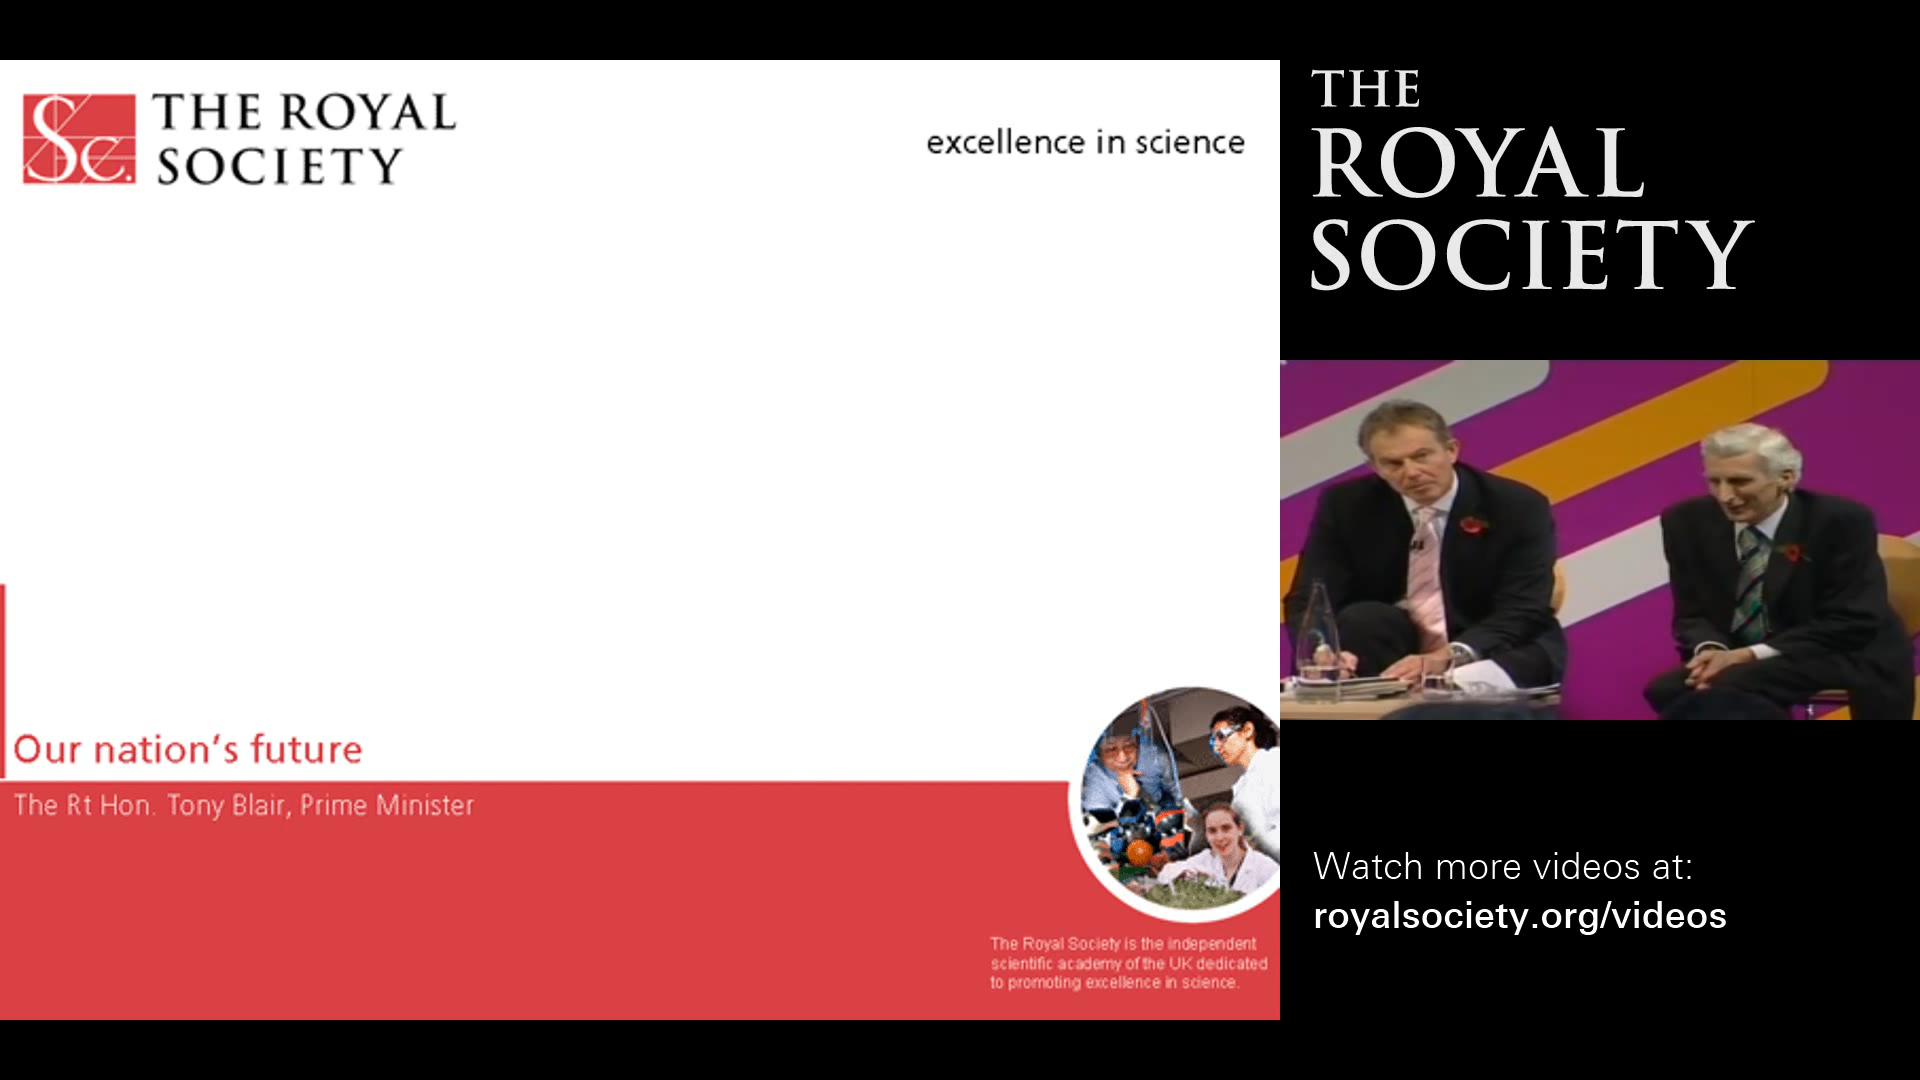 Sc.
THE ROYAL
SOCIETY
excellence in science
Our nation's future
The Rt Hon. Tony Blair, Prime Minister
The Royal Society is the independent
scientific academy of the UK dedicated
to promoting excellence in science.
THE
ROYAL
SOCIETY
Watch more videos at:
royalsociety.org/videos